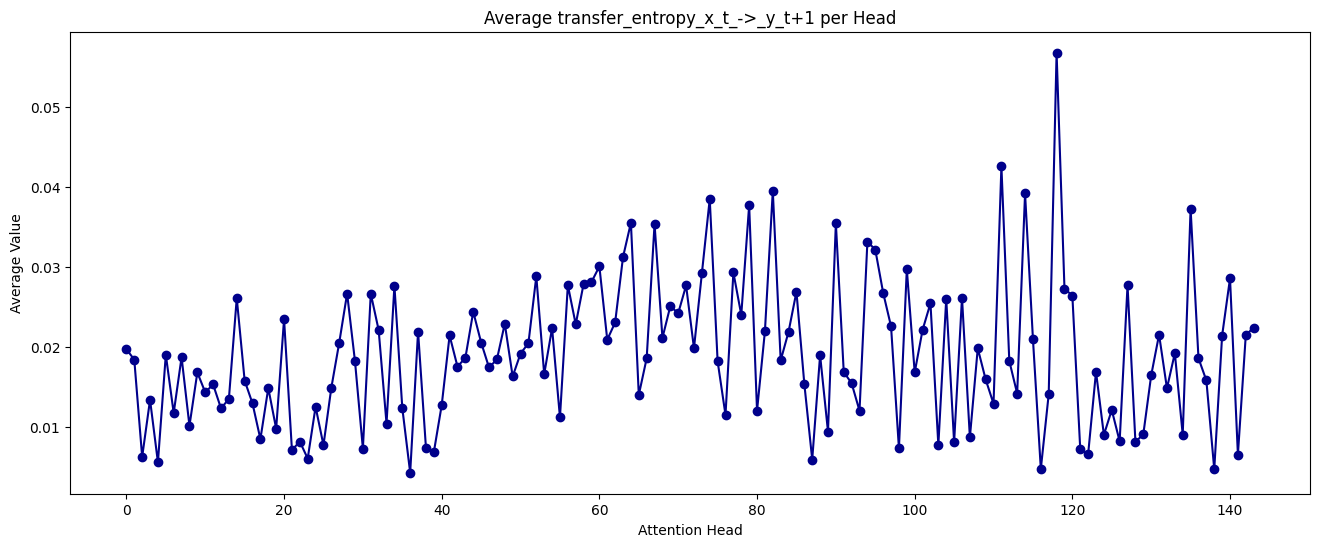 Average transfer_entropy_x_t_->_y_t+1 per Head
Average Value
0.05
0.04
0.03
0.02
0.01
0 20 40 60 80 100 120 140
Attention Head